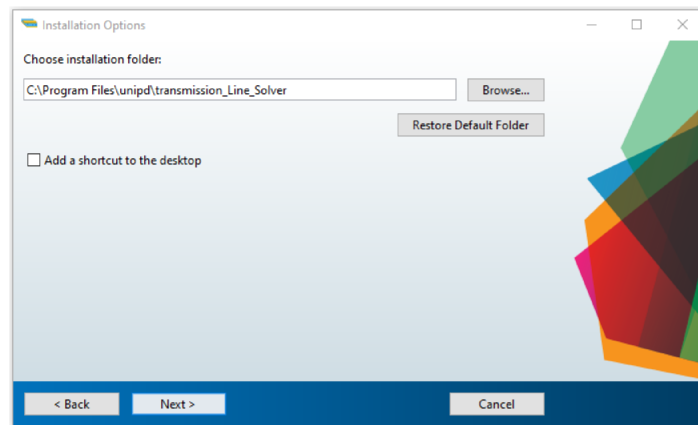 Installation Options
Choose installation folder:
C:\Program Files\unipd\transmission_Line_Solver
Browse...
Restore Default Folder
Add a shortcut to the desktop
< Back
Next >
Cancel